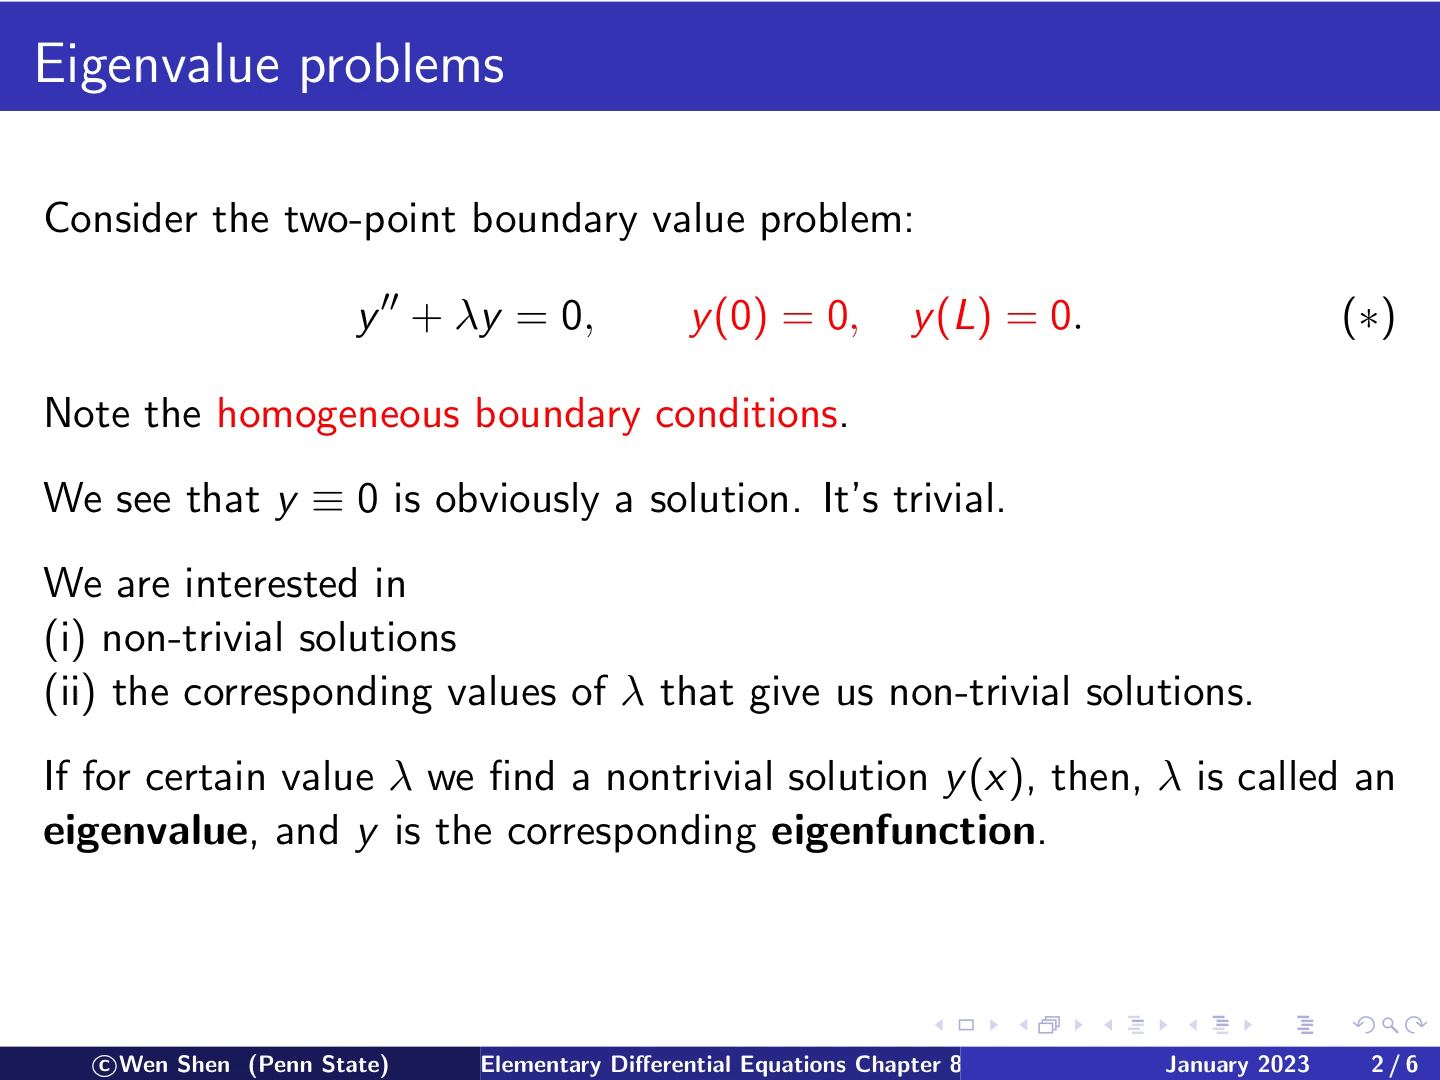 Eigenvalue problems
Consider the two-point boundary value problem:
y″ + λy = 0, y(0) = 0, y(L) = 0. (∗)
Note the homogeneous boundary conditions.
We see that y ≡ 0 is obviously a solution. It's trivial.
We are interested in
(i) non-trivial solutions
(ii) the corresponding values of λ that give us non-trivial solutions.
If for certain value λ we find a nontrivial solution y(x), then, λ is called an
eigenvalue, and y is the corresponding eigenfunction.
©Wen Shen (Penn State) Elementary Differential Equations Chapter 8 January 2023 2 / 6